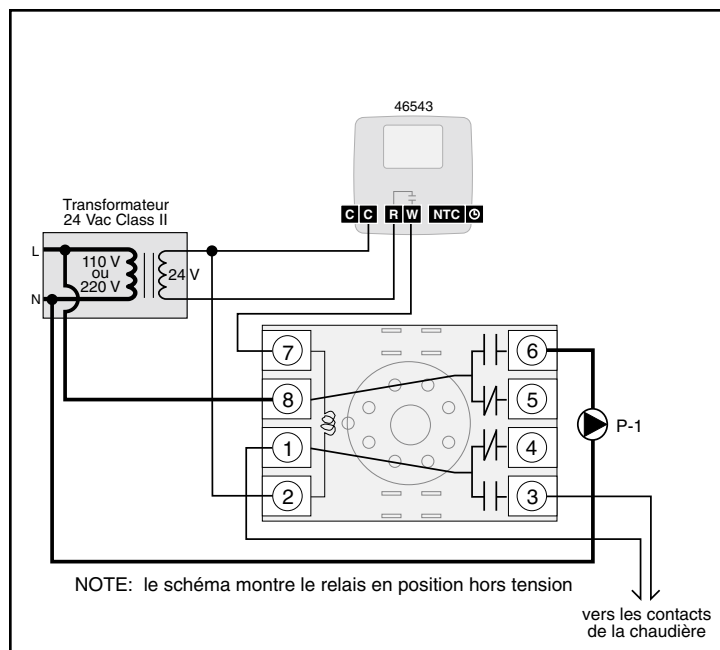 46543
Transformateur
24 Vac Class II
C C R W NTC
L
110 V
ou
220 V
24 V
N
7
6
8
5
P-1
1
4
2
3
NOTE: le schéma montre le relais en position hors tension
vers les contacts
de la chaudière